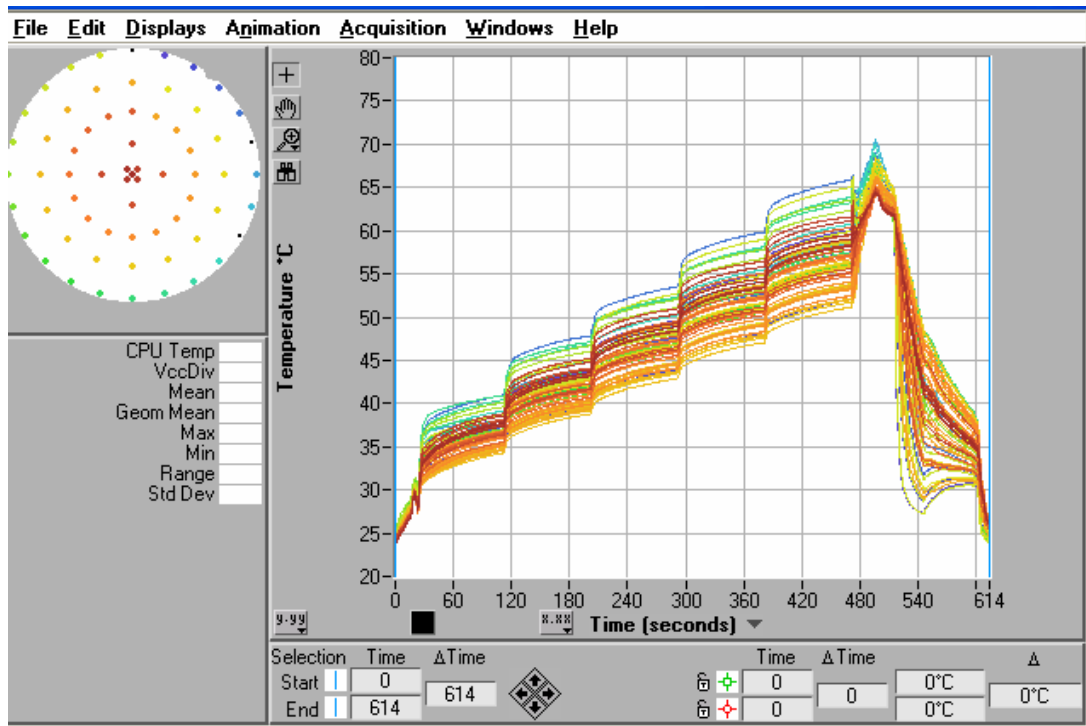 File Edit Displays Animation Acquisition Windows Help
80
75
70
65
60
55
50
45
40
35
30
25
20
Temperature °C
0 60 120 180 240 300 360 420 480 540 614
Time (seconds)
9.99
x.xx
CPU Temp
VccDiv
Mean
Geom Mean
Max
Min
Range
Std Dev
Selection Time ΔTime
Start 0
614
End 614
Time ΔTime Δ
0 0°C
0 0°C
0 0°C